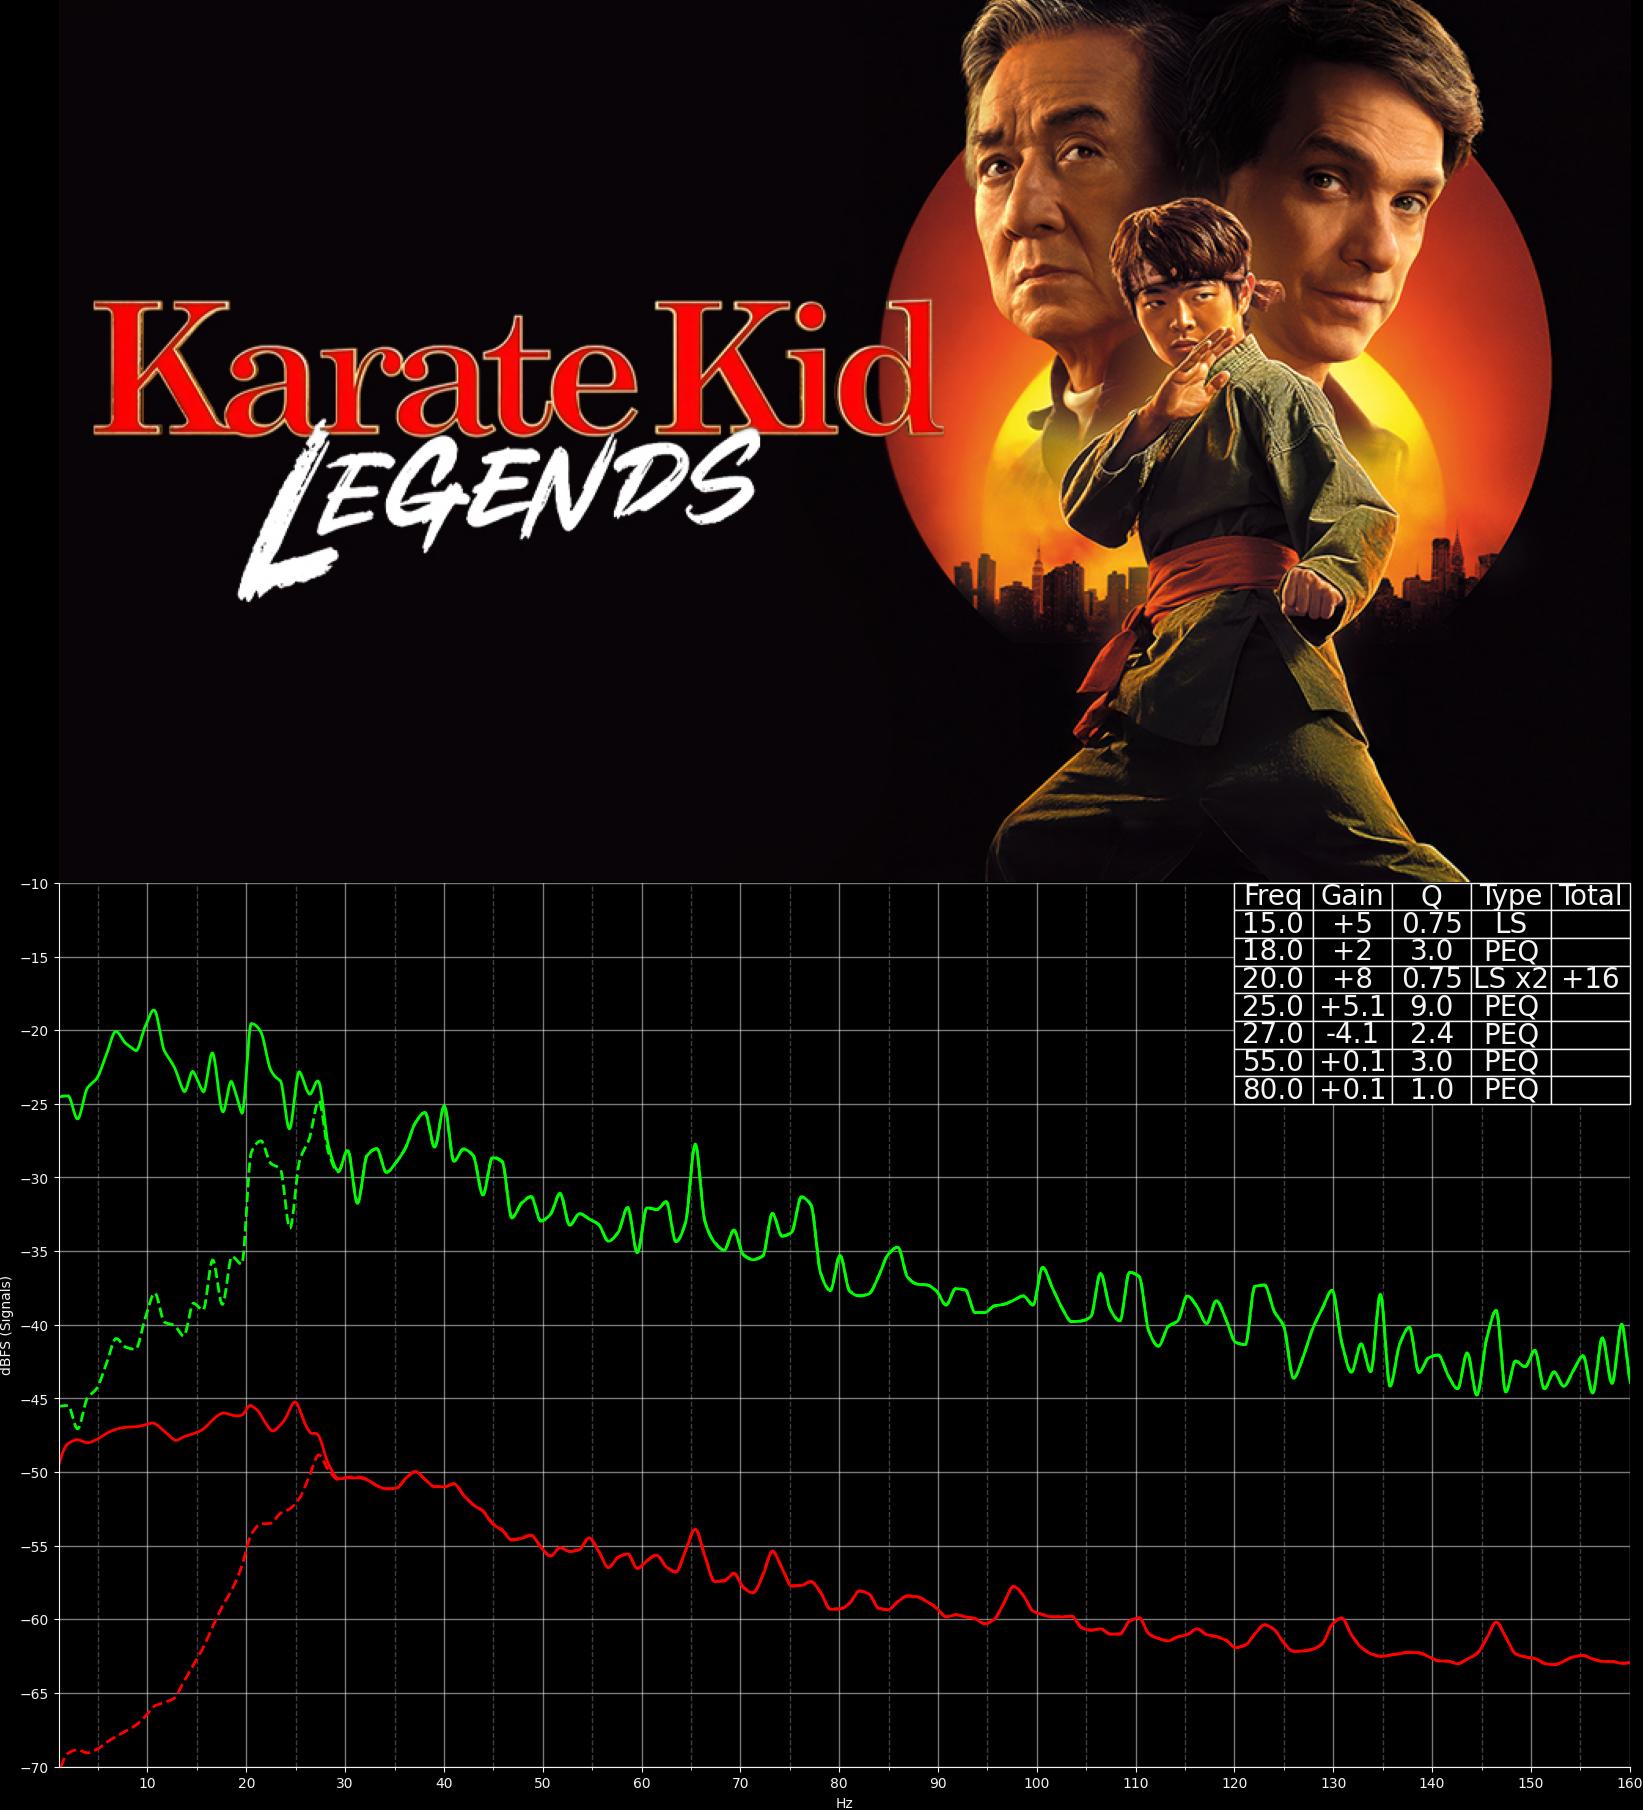 Karate Kid
LEGENDS
Freq Gain Q Type Total
15.0 +5 0.75 LS
18.0 +2 3.0 PEQ
20.0 +8 0.75 LS x2 +16
25.0 +5.1 9.0 PEQ
27.0 -4.1 2.4 PEQ
55.0 +0.1 3.0 PEQ
80.0 +0.1 1.0 PEQ
−10
−15
−20
−25
−30
−35
−40
−45
−50
−55
−60
−65
−70
dBFS (Signals)
10 20 30 40 50 60 70 80 90 100 110 120 130 140 150 160
Hz